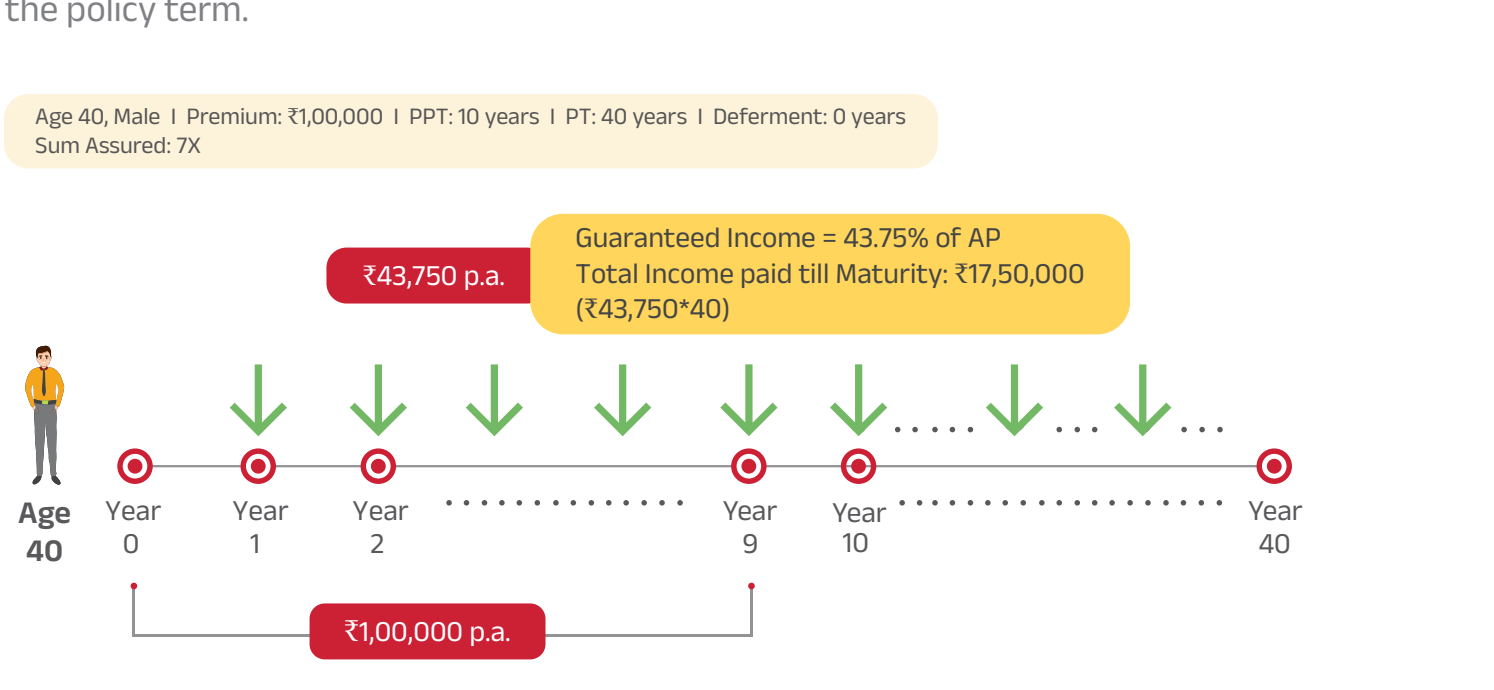 the policy term.
Age 40, Male I Premium: ₹1,00,000 I PPT: 10 years I PT: 40 years I Deferment: 0 years
Sum Assured: 7X
₹43,750 p.a.
Guaranteed Income = 43.75% of AP
Total Income paid till Maturity: ₹17,50,000
(₹43,750*40)
Age
40
Year
0
Year
1
Year
2
Year
9
Year
10
Year
40
₹1,00,000 p.a.